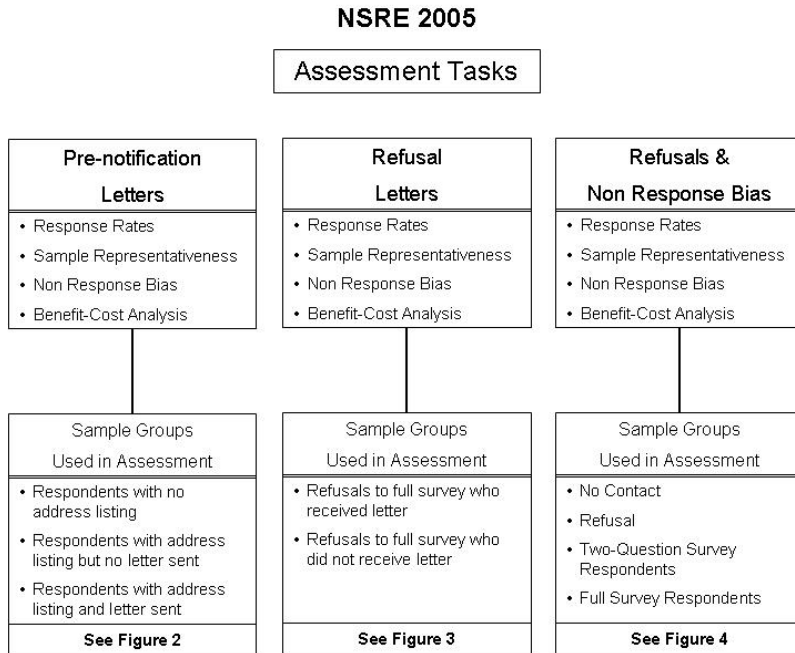 NSRE 2005
Assessment Tasks
Pre-notification
Letters
• Response Rates
• Sample Representativeness
• Non Response Bias
• Benefit-Cost Analysis
Sample Groups
Used in Assessment
• Respondents with no
address listing
• Respondents with address
listing but no letter sent
• Respondents with address
listing and letter sent
See Figure 2
Refusal
Letters
• Response Rates
• Sample Representativeness
• Non Response Bias
• Benefit-Cost Analysis
Sample Groups
Used in Assessment
• Refusals to full survey who
received letter
• Refusals to full survey who
did not receive letter
See Figure 3
Refusals &
Non Response Bias
• Response Rates
• Sample Representativeness
• Non Response Bias
• Benefit-Cost Analysis
Sample Groups
Used in Assessment
• No Contact
• Refusal
• Two-Question Survey
Respondents
• Full Survey Respondents
See Figure 4